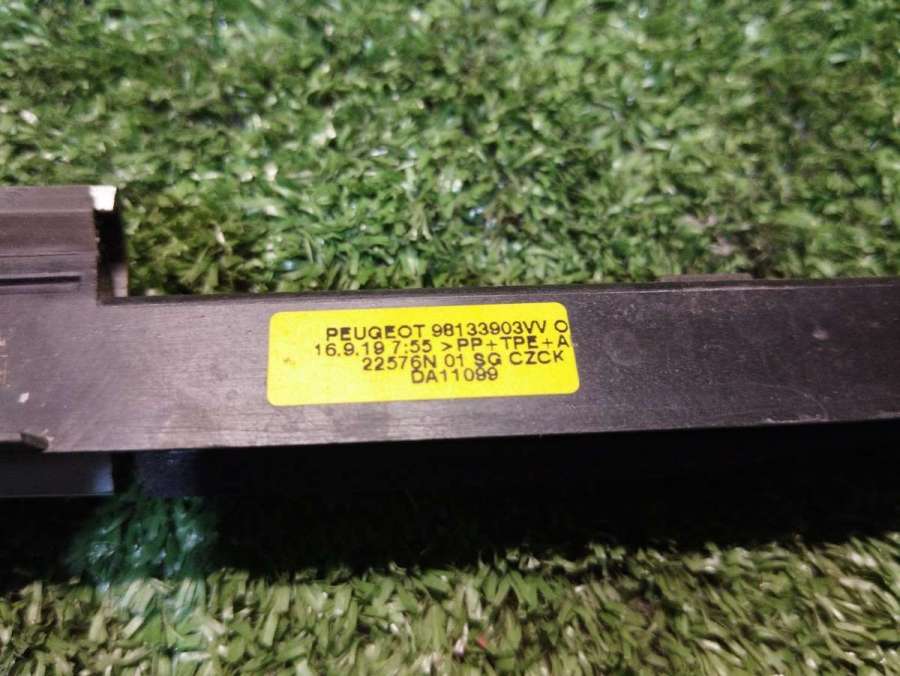 PEUGEOT 98133903VV O
16.9.19 7:55 >PP+TPE+A
22576N 01 SG CZCK
DA11099